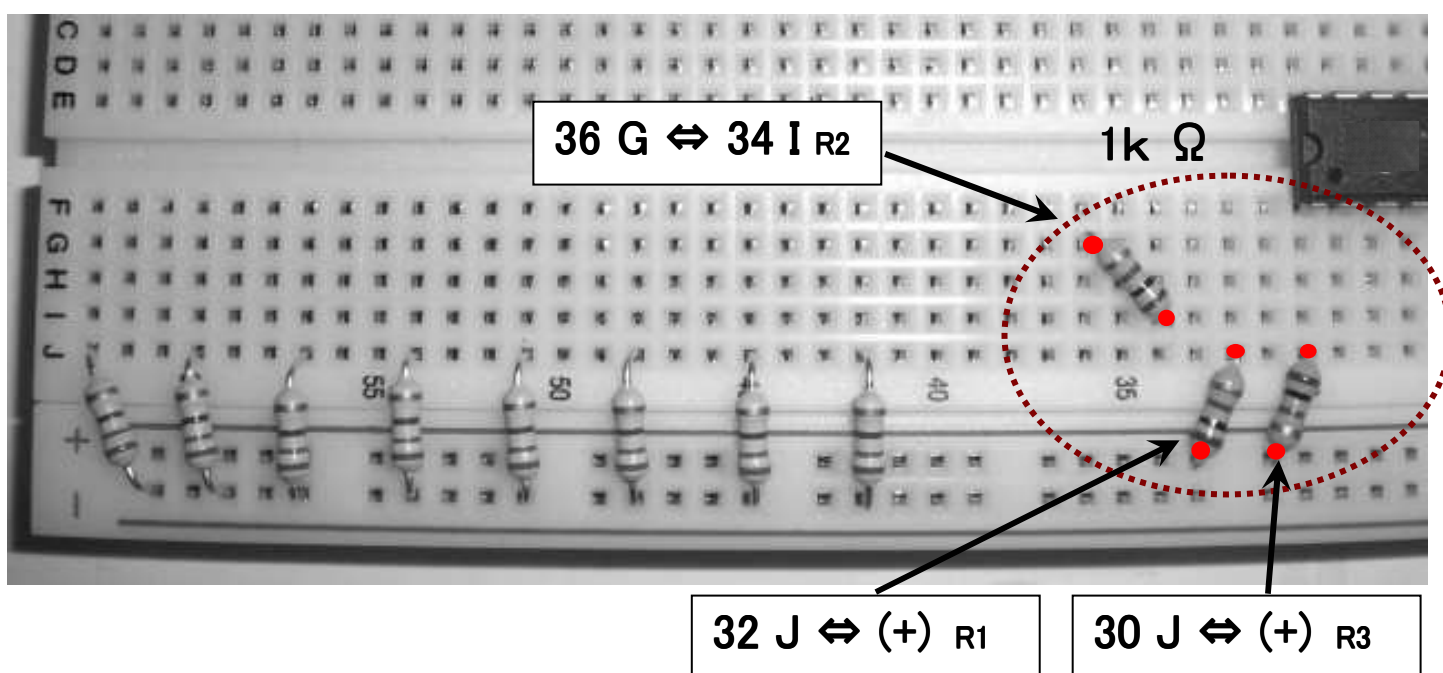 C
D
E
36 G ⇔ 34 I R2
1k Ω
F
G
H
I
J
55
50
40
35
+
−
32 J ⇔ (+) R1
30 J ⇔ (+) R3